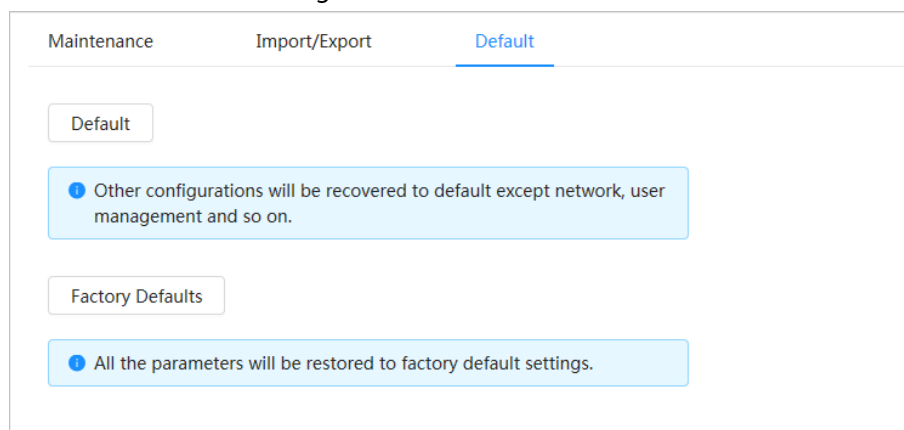 Maintenance Import/Export Default
Default
Other configurations will be recovered to default except network, user
management and so on.
Factory Defaults
All the parameters will be restored to factory default settings.